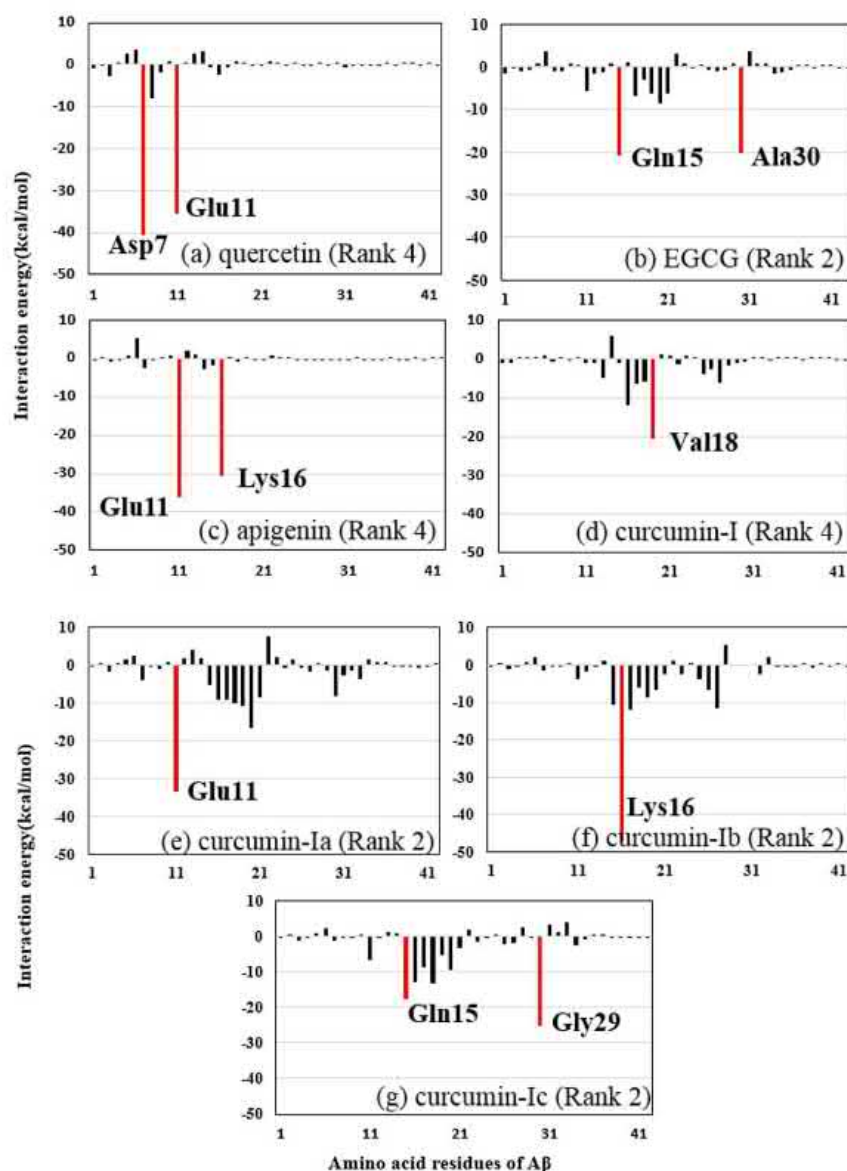 Interaction energy(kcal/mol)
10
0
-10
-20
-30
-40
-50
Asp7
Glu11
(a) quercetin (Rank 4)
1 11 21 31 41
10
0
-10
-20
-30
-40
-50
Gln15
Ala30
(b) EGCG (Rank 2)
1 11 21 31 41
10
0
-10
-20
-30
-40
-50
Glu11
Lys16
(c) apigenin (Rank 4)
1 11 21 31 41
10
0
-10
-20
-30
-40
-50
Val18
(d) curcumin-I (Rank 4)
1 11 21 31 41
Interaction energy(kcal/mol)
10
0
-10
-20
-30
-40
-50
Glu11
(e) curcumin-Ia (Rank 2)
1 11 21 31 41
10
0
-10
-20
-30
-40
-50
Lys16
(f) curcumin-Ib (Rank 2)
1 11 21 31 41
10
0
-10
-20
-30
-40
-50
Gln15
Gly29
(g) curcumin-Ic (Rank 2)
1 11 21 31 41
Amino acid residues of Aβ